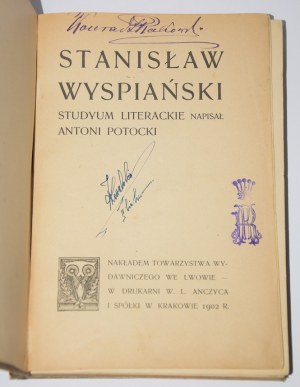 STANISŁAW
WYSPIAŃSKI
STUDYUM LITERACKIE NAPISAŁ
ANTONI POTOCKI
NAKŁADEM TOWARZYSTWA WY-
DAWNICZEGO WE LWOWIE —
W DRUKARNI W. L. ANCZYCA
I SPÓŁKI W KRAKOWIE 1902 R.